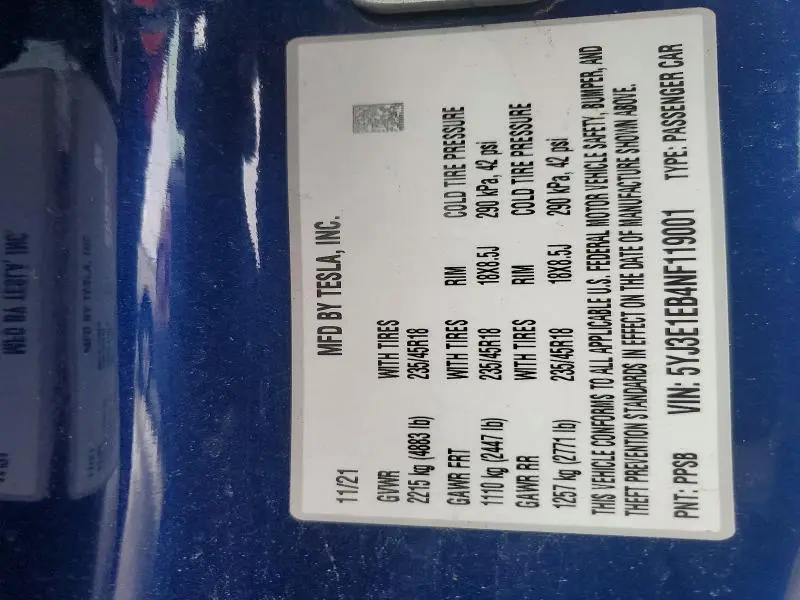 MFD BY TESLA, INC.
11/21
GVWR WITH TIRES
2215 kg (4883 lb) 235/45R18
GAWR FRT WITH TIRES RIM COLD TIRE PRESSURE
1110 kg (2447 lb) 235/45R18 18X8.5J 290 kPa, 42 psi
GAWR RR WITH TIRES RIM COLD TIRE PRESSURE
1257 kg (2771 lb) 235/45R18 18X8.5J 290 kPa, 42 psi
THIS VEHICLE CONFORMS TO ALL APPLICABLE U.S. FEDERAL MOTOR VEHICLE SAFETY, BUMPER, AND
THEFT PREVENTION STANDARDS IN EFFECT ON THE DATE OF MANUFACTURE SHOWN ABOVE.
PNT: PPSB VIN: 5YJ3E1EB4NF119001 TYPE: PASSENGER CAR